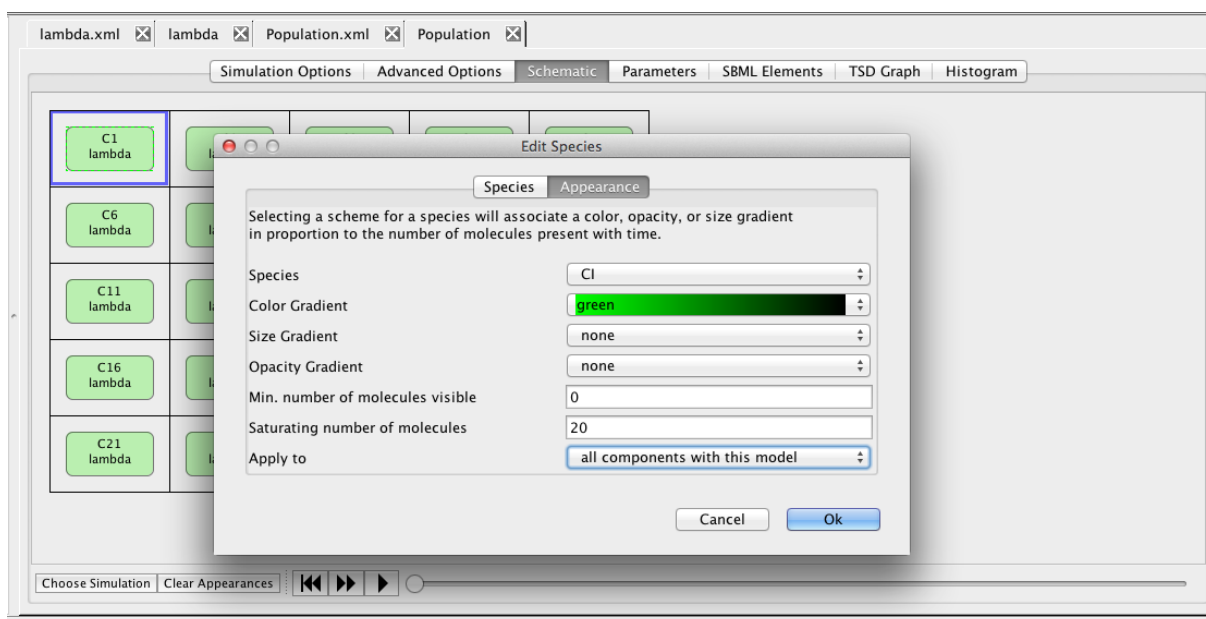 lambda.xml lambda Population.xml Population
Simulation Options Advanced Options Schematic Parameters SBML Elements TSD Graph Histogram
C1
lambda
C6
lambda
C11
lambda
C16
lambda
C21
lambda
Edit Species
Species Appearance
Selecting a scheme for a species will associate a color, opacity, or size gradient
in proportion to the number of molecules present with time.
Species CI
Color Gradient green
Size Gradient none
Opacity Gradient none
Min. number of molecules visible 0
Saturating number of molecules 20
Apply to all components with this model
Cancel Ok
Choose Simulation Clear Appearances